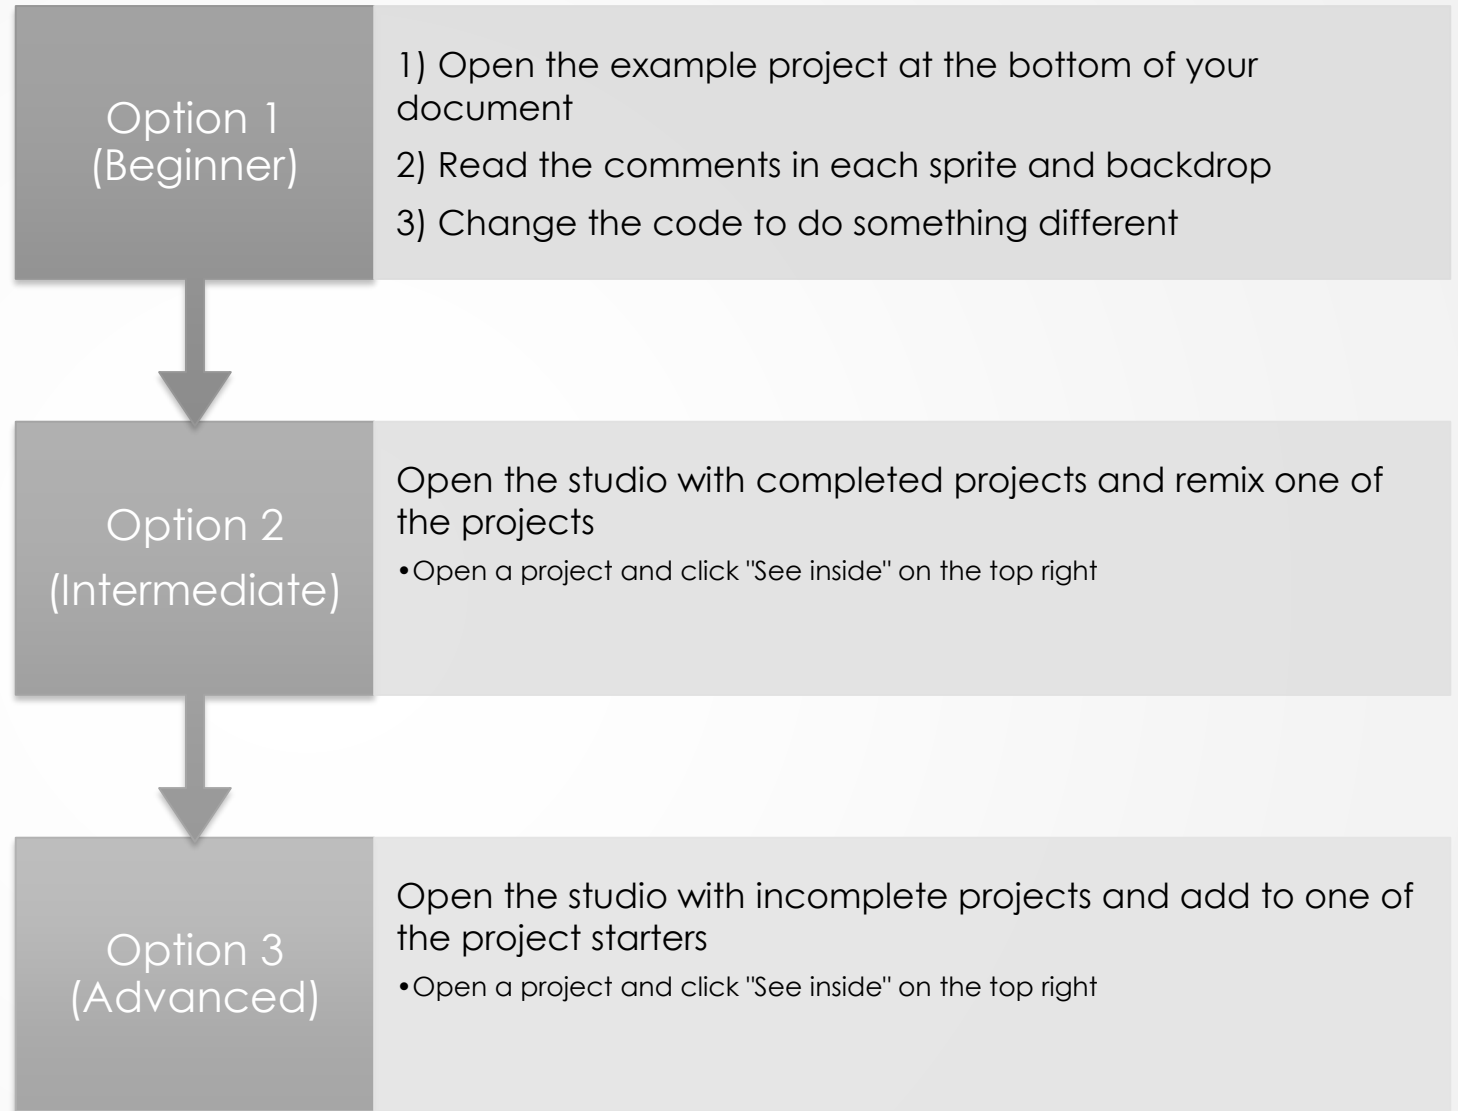 Option 1
(Beginner)
1) Open the example project at the bottom of your
document
2) Read the comments in each sprite and backdrop
3) Change the code to do something different
Option 2
(Intermediate)
Open the studio with completed projects and remix one of
the projects
•Open a project and click "See inside" on the top right
Option 3
(Advanced)
Open the studio with incomplete projects and add to one of
the project starters
•Open a project and click "See inside" on the top right